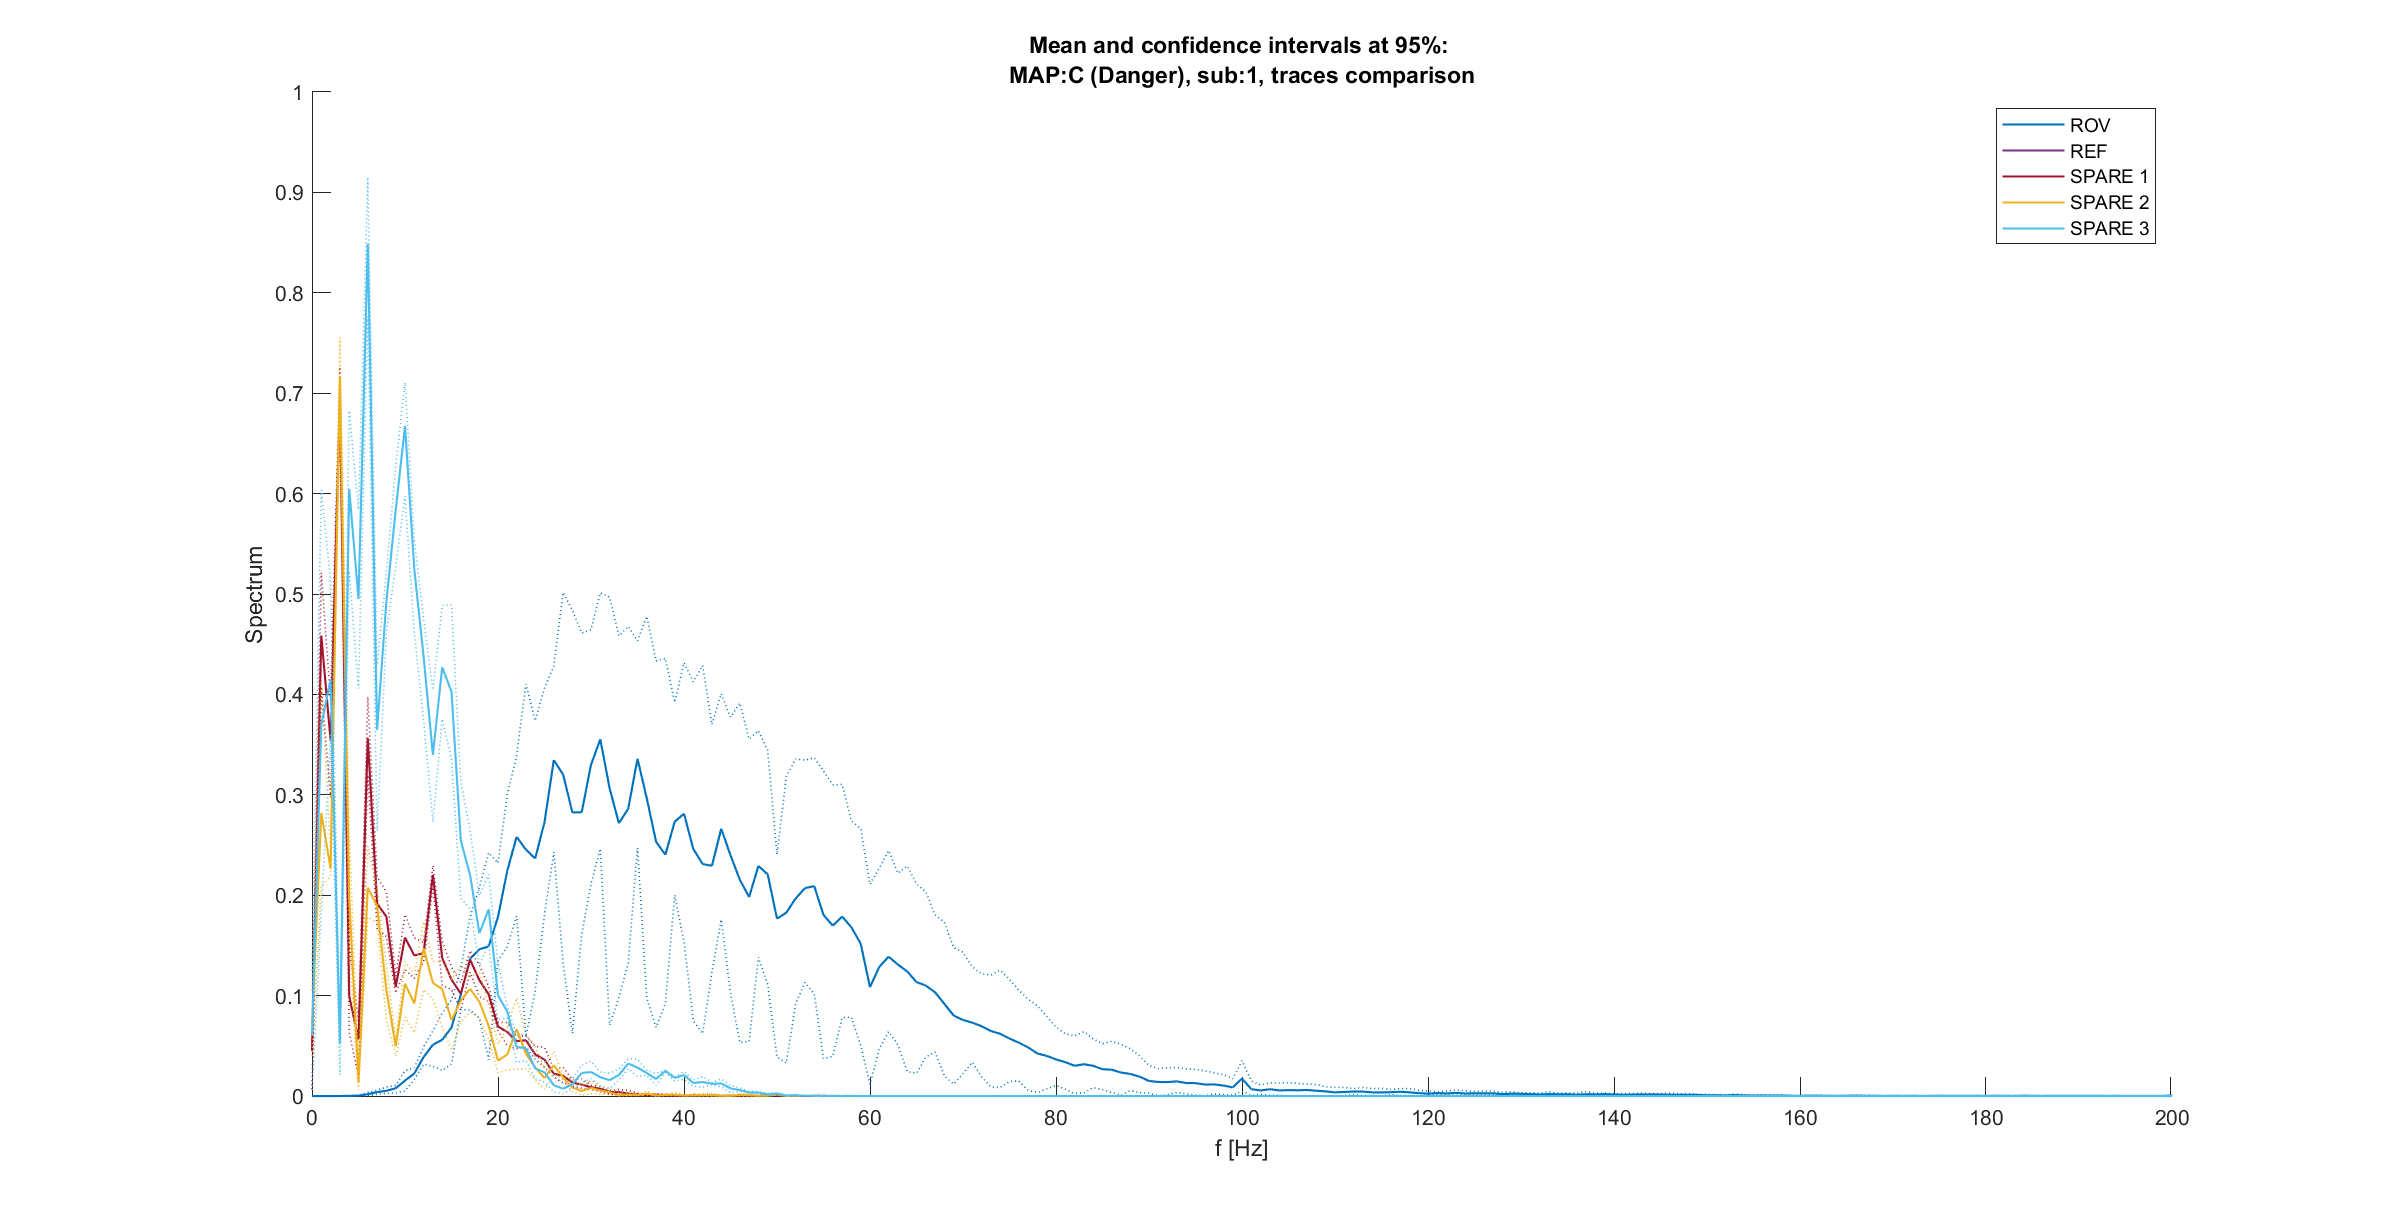 Mean and confidence intervals at 95%:
MAP:C (Danger), sub:1, traces comparison
1
0.9
0.8
0.7
0.6
0.5
0.4
0.3
0.2
0.1
0
Spectrum
ROV
REF
SPARE 1
SPARE 2
SPARE 3
0 20 40 60 80 100 120 140 160 180 200
f [Hz]